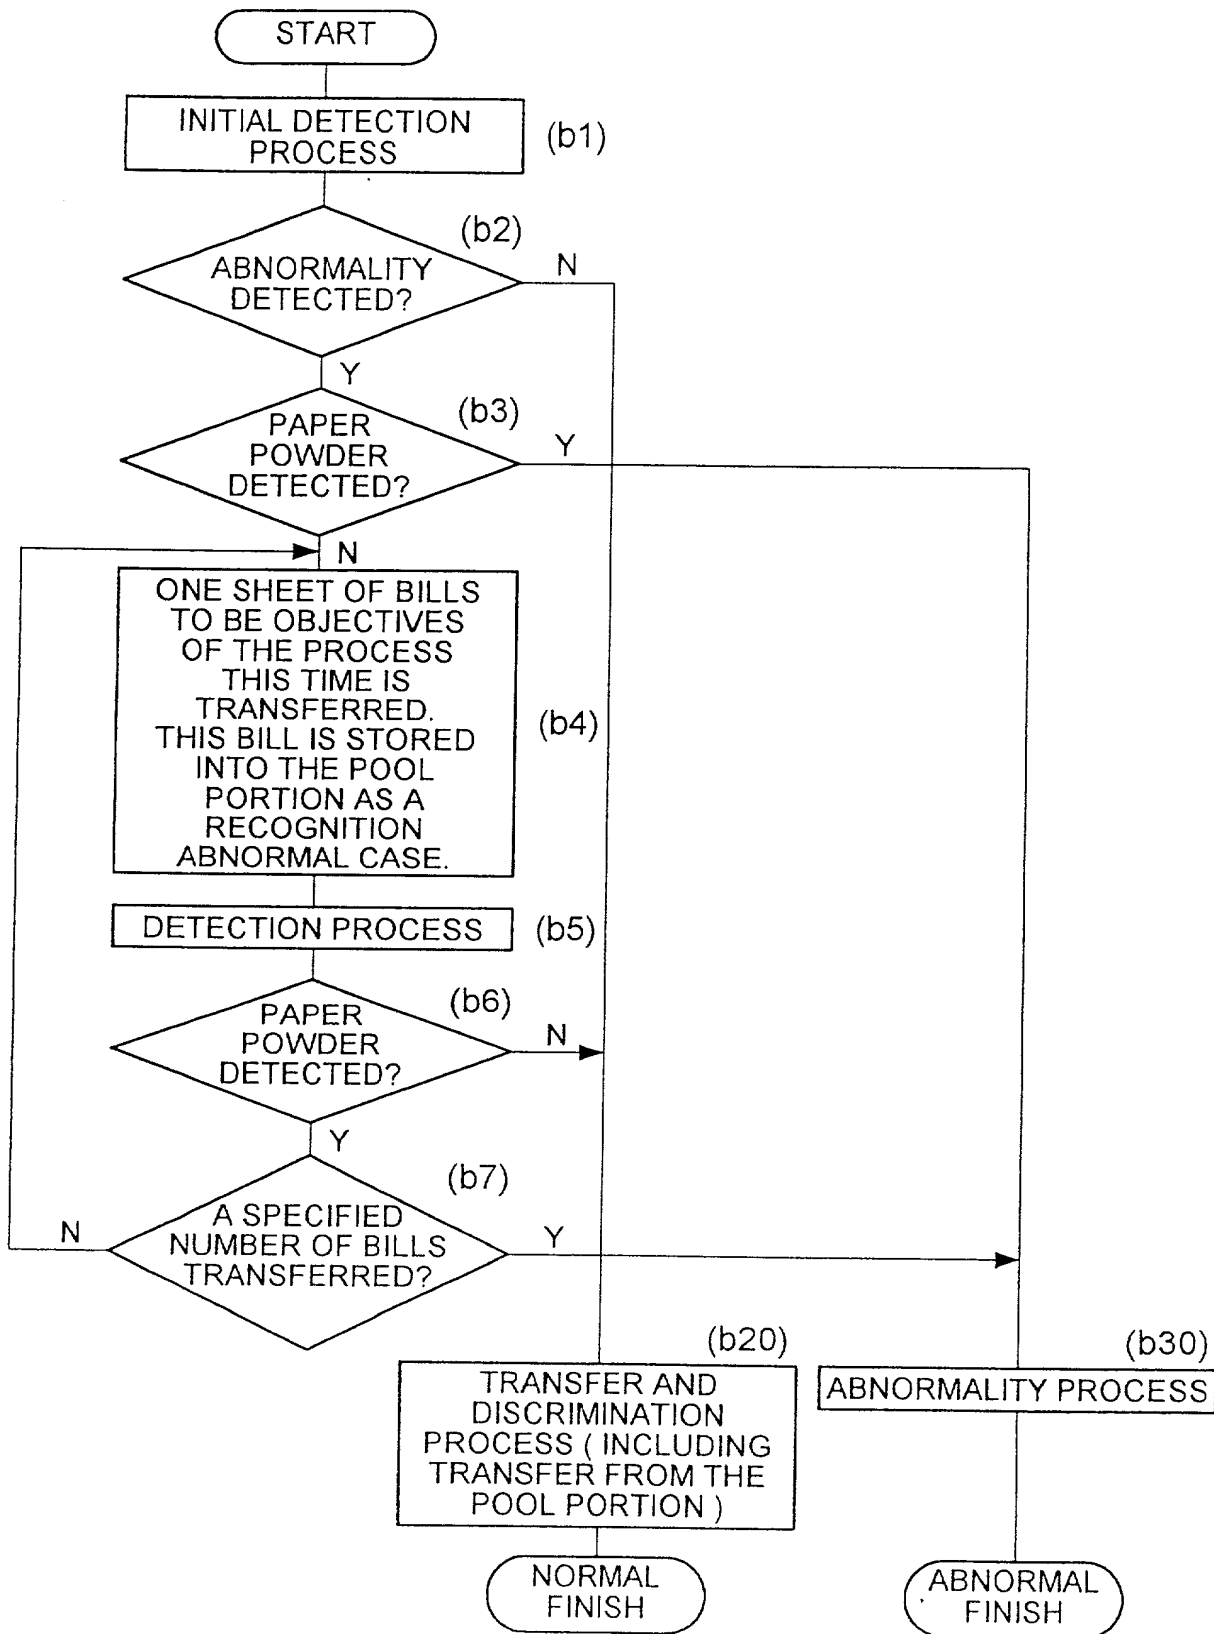 START
INITIAL DETECTION
PROCESS
(b1)
(b2)
ABNORMALITY
DETECTED?
N
Y
(b3)
PAPER
POWDER
DETECTED?
Y
N
ONE SHEET OF BILLS
TO BE OBJECTIVES
OF THE PROCESS
THIS TIME IS
TRANSFERRED.
THIS BILL IS STORED
INTO THE POOL
PORTION AS A
RECOGNITION
ABNORMAL CASE.
(b4)
DETECTION PROCESS
(b5)
(b6)
PAPER
POWDER
DETECTED?
N
Y
(b7)
A SPECIFIED
NUMBER OF BILLS
TRANSFERRED?
N
Y
(b20)
TRANSFER AND
DISCRIMINATION
PROCESS ( INCLUDING
TRANSFER FROM THE
POOL PORTION )
(b30)
ABNORMALITY PROCESS
NORMAL
FINISH
ABNORMAL
FINISH